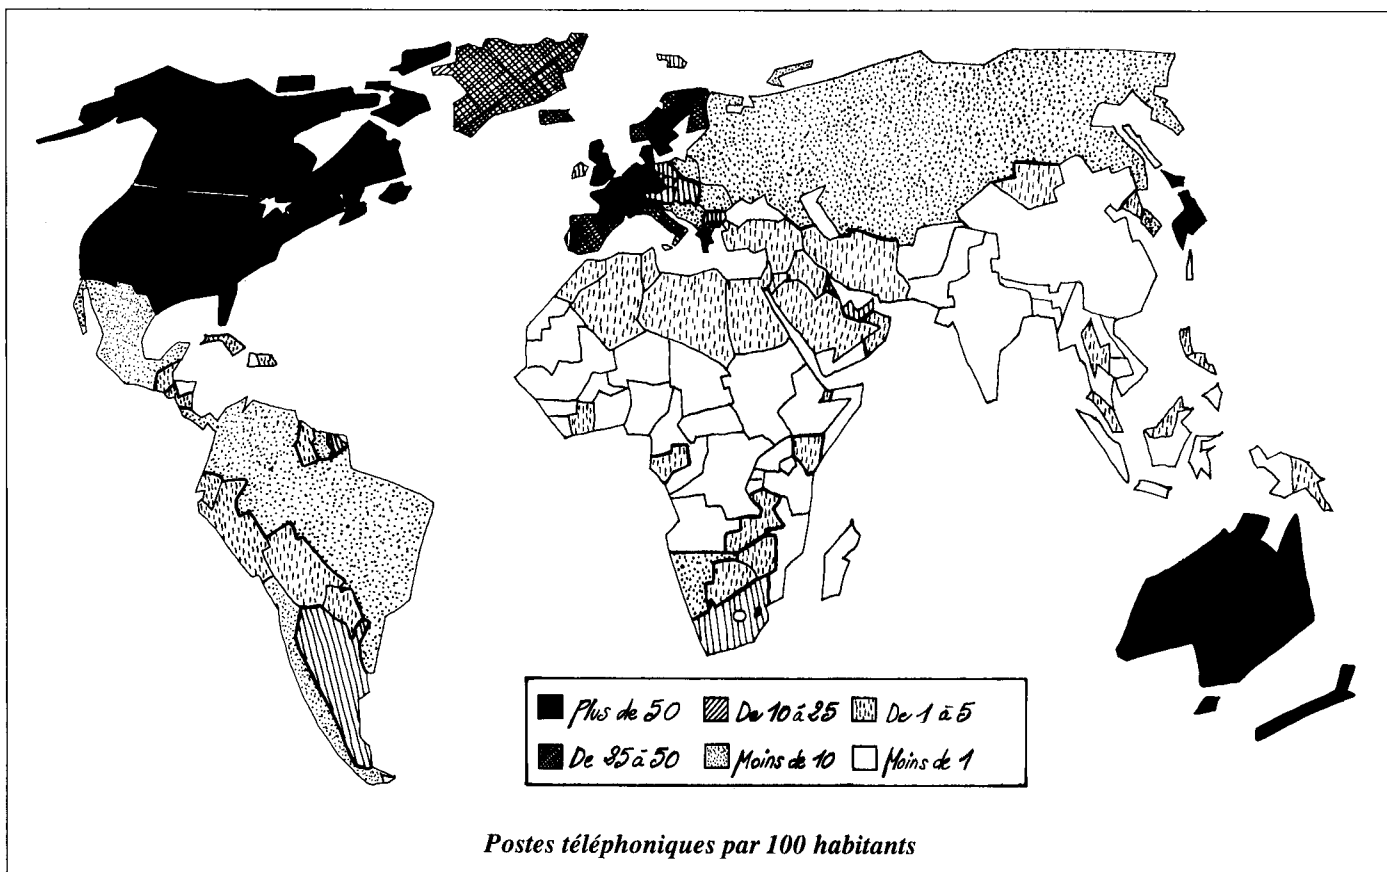 Plus de 50 De 10 à 25 De 1 à 5
De 25 à 50 Moins de 10 Moins de 1
Postes téléphoniques par 100 habitants